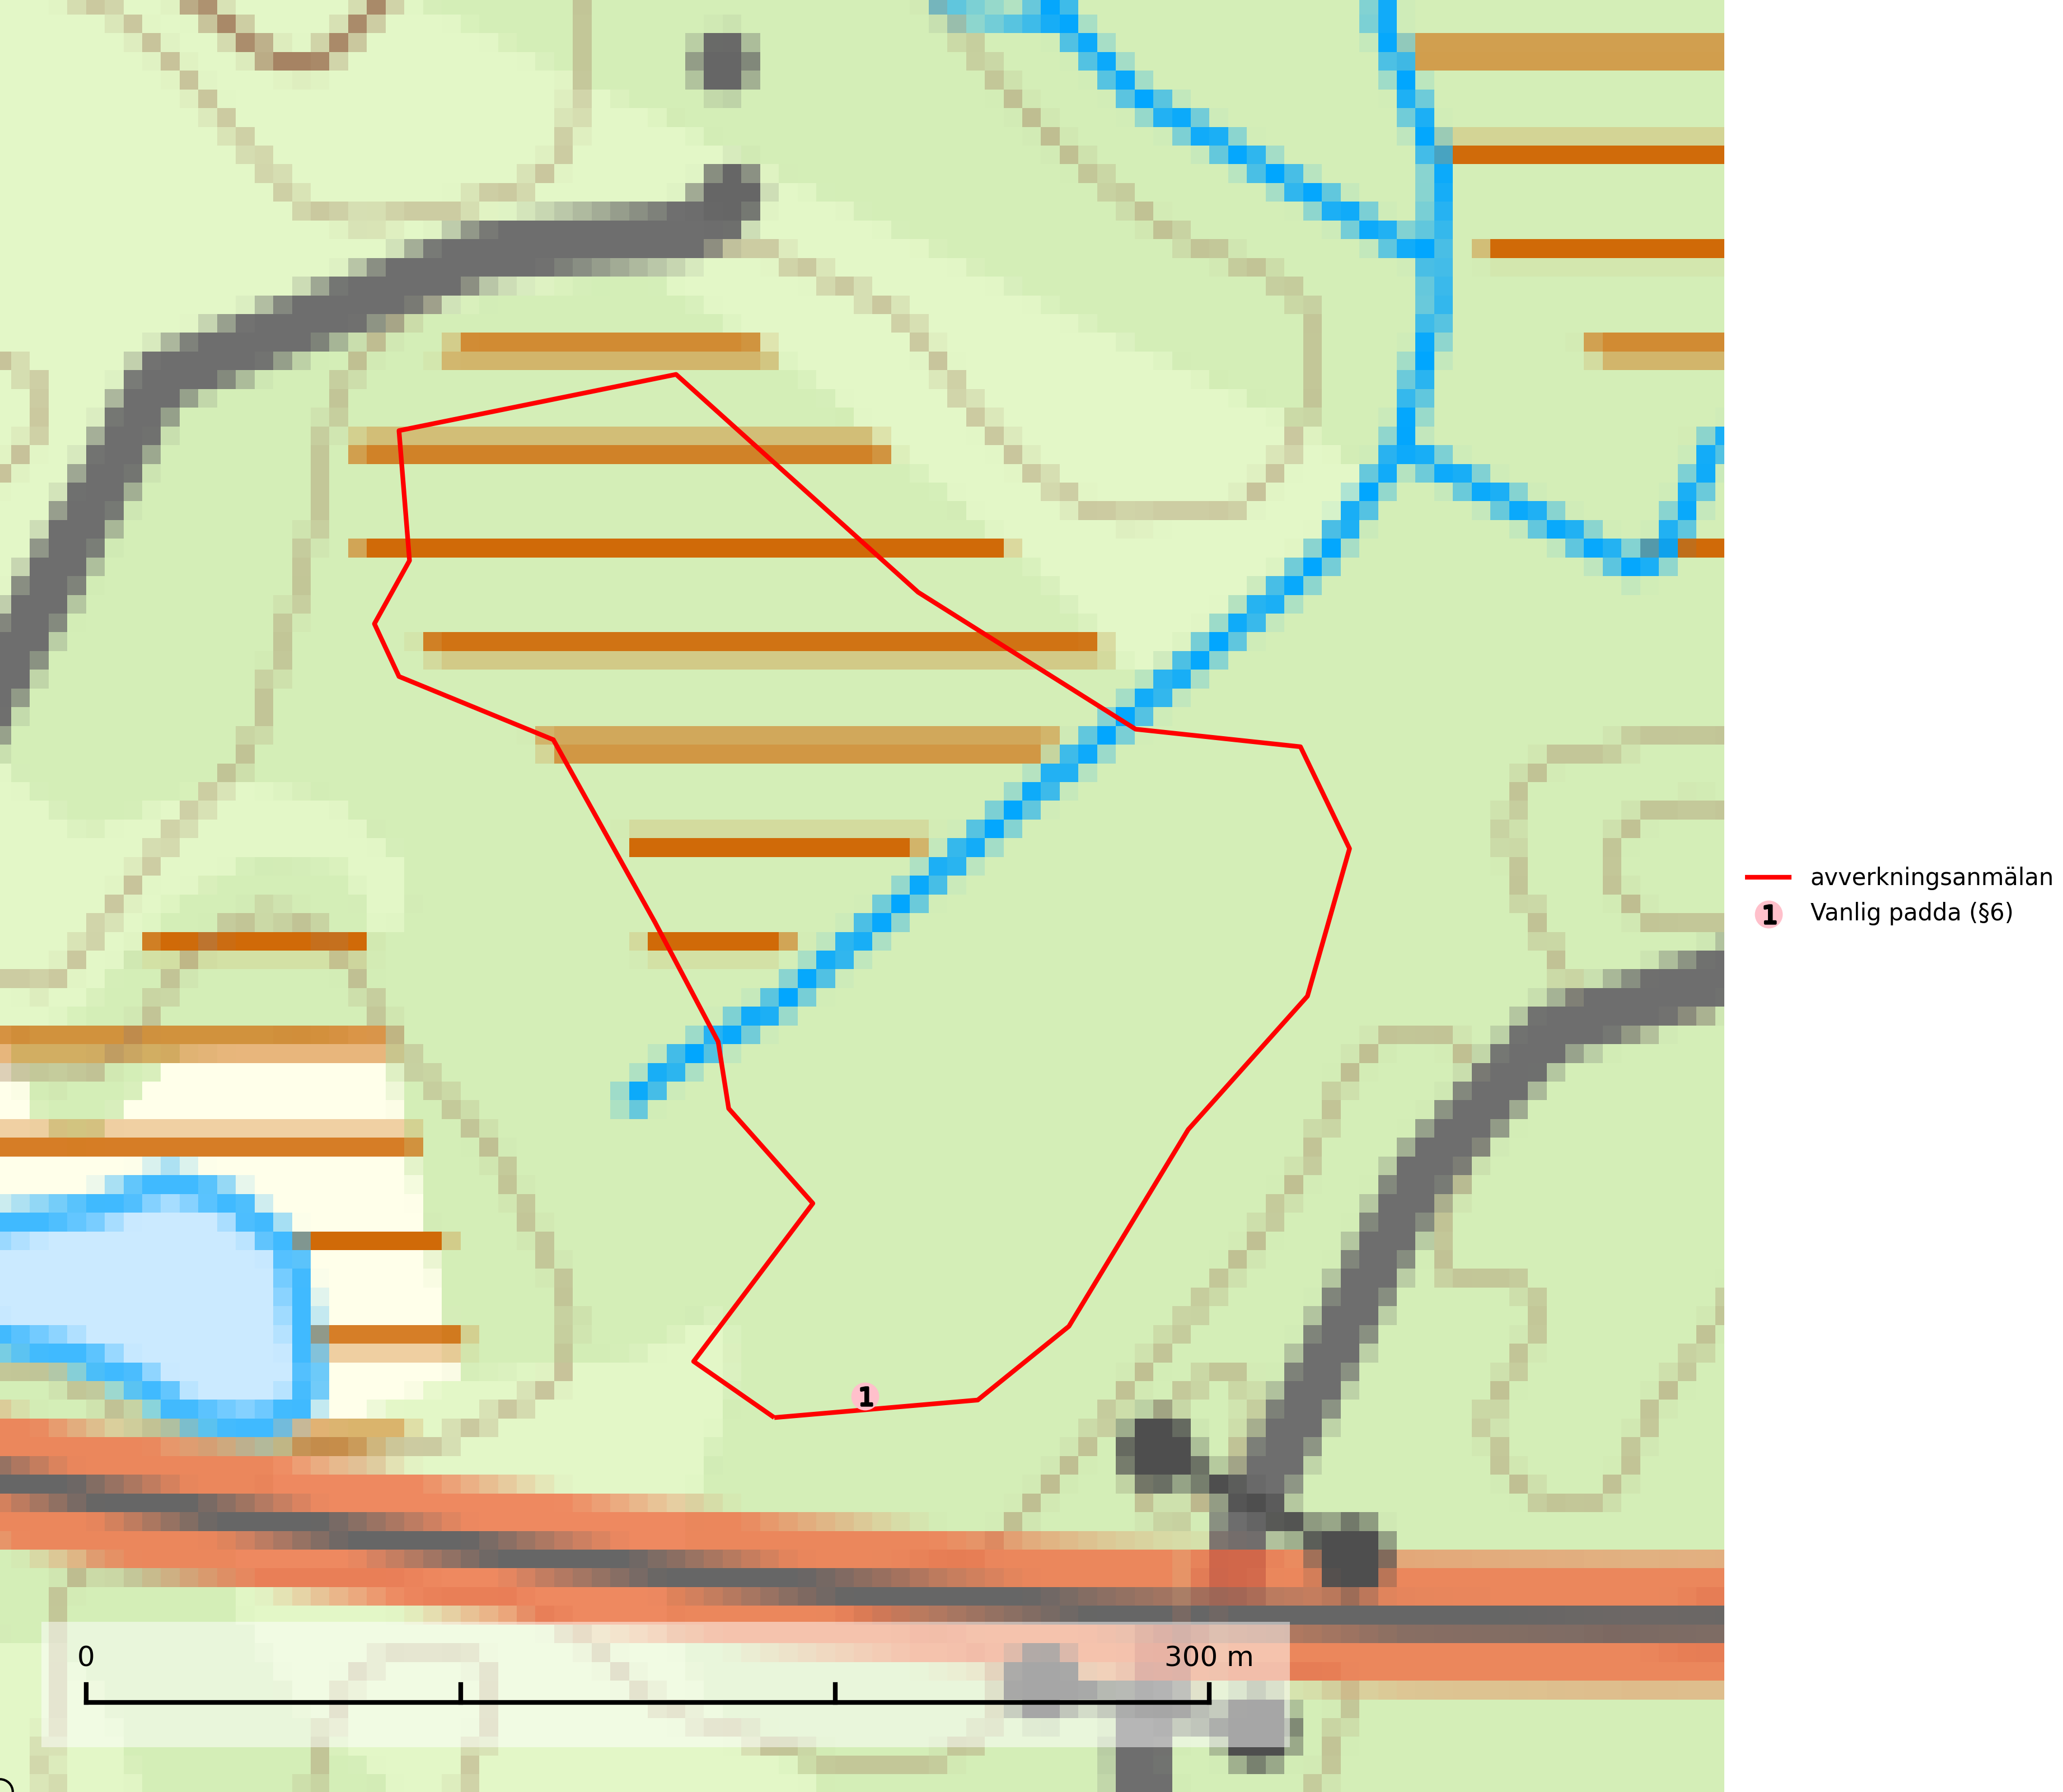 avverkningsanmälan
1 Vanlig padda (§6)
1
0 300 m